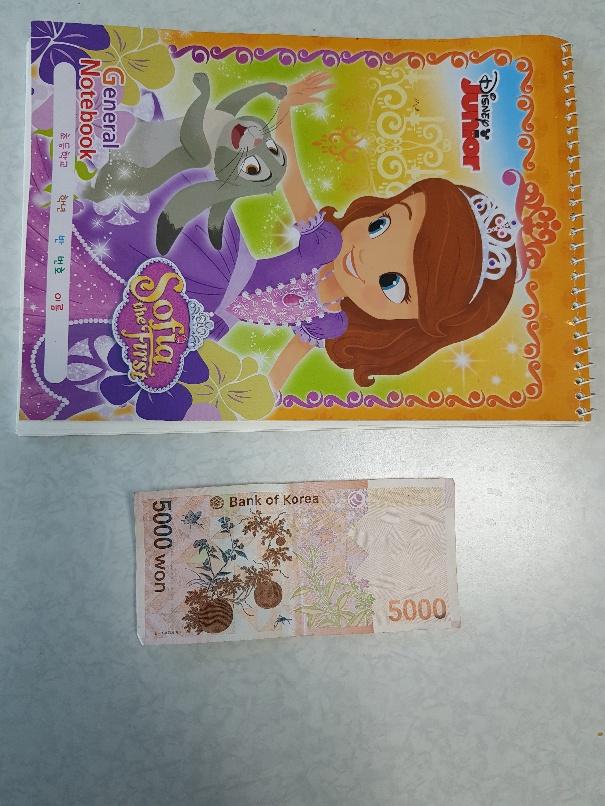 Disney
Junior
General
Notebook
초등학교
학년
반
번호
이름
Sofia
the First
Bank of Korea
5000 won
5000